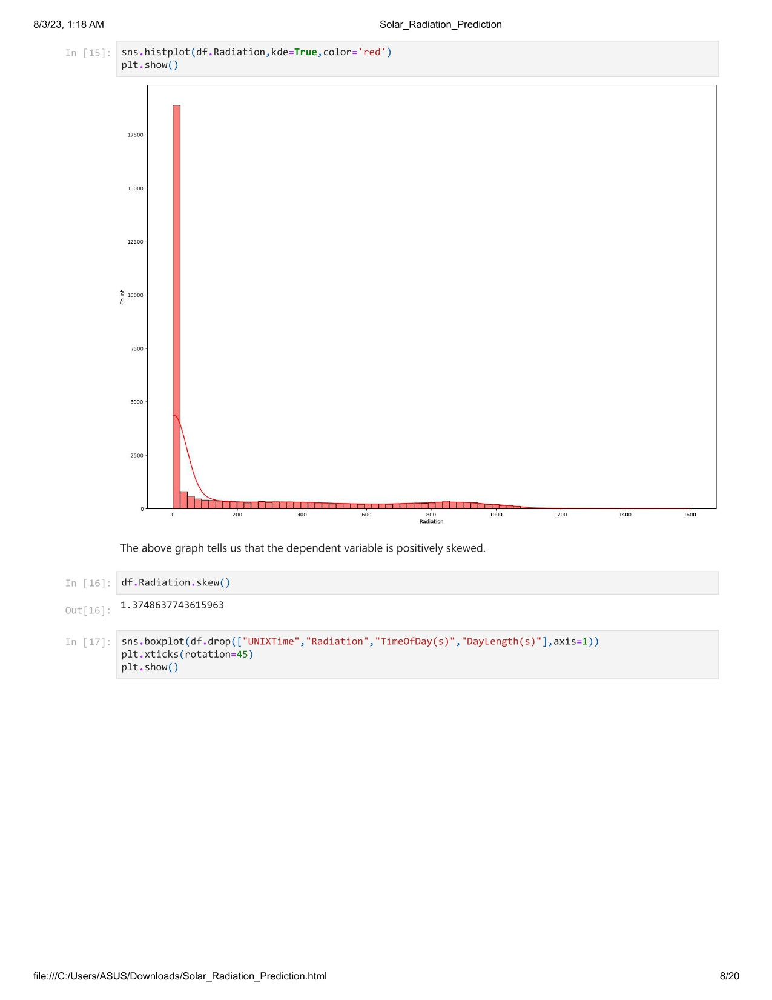 8/3/23, 1:18 AM
Solar_Radiation_Prediction
In [15]:
sns.histplot(df.Radiation,kde=True,color='red')
plt.show()
17500
15000
12500
10000
7500
5000
2500
0
Count
0 200 400 600 800 1000 1200 1400 1600
Radiation
The above graph tells us that the dependent variable is positively skewed.
In [16]:
df.Radiation.skew()
Out[16]:
1.3748637743615963
In [17]:
sns.boxplot(df.drop(["UNIXTime","Radiation","TimeOfDay(s)","DayLength(s)"],axis=1))
plt.xticks(rotation=45)
plt.show()
file:///C:/Users/ASUS/Downloads/Solar_Radiation_Prediction.html
8/20